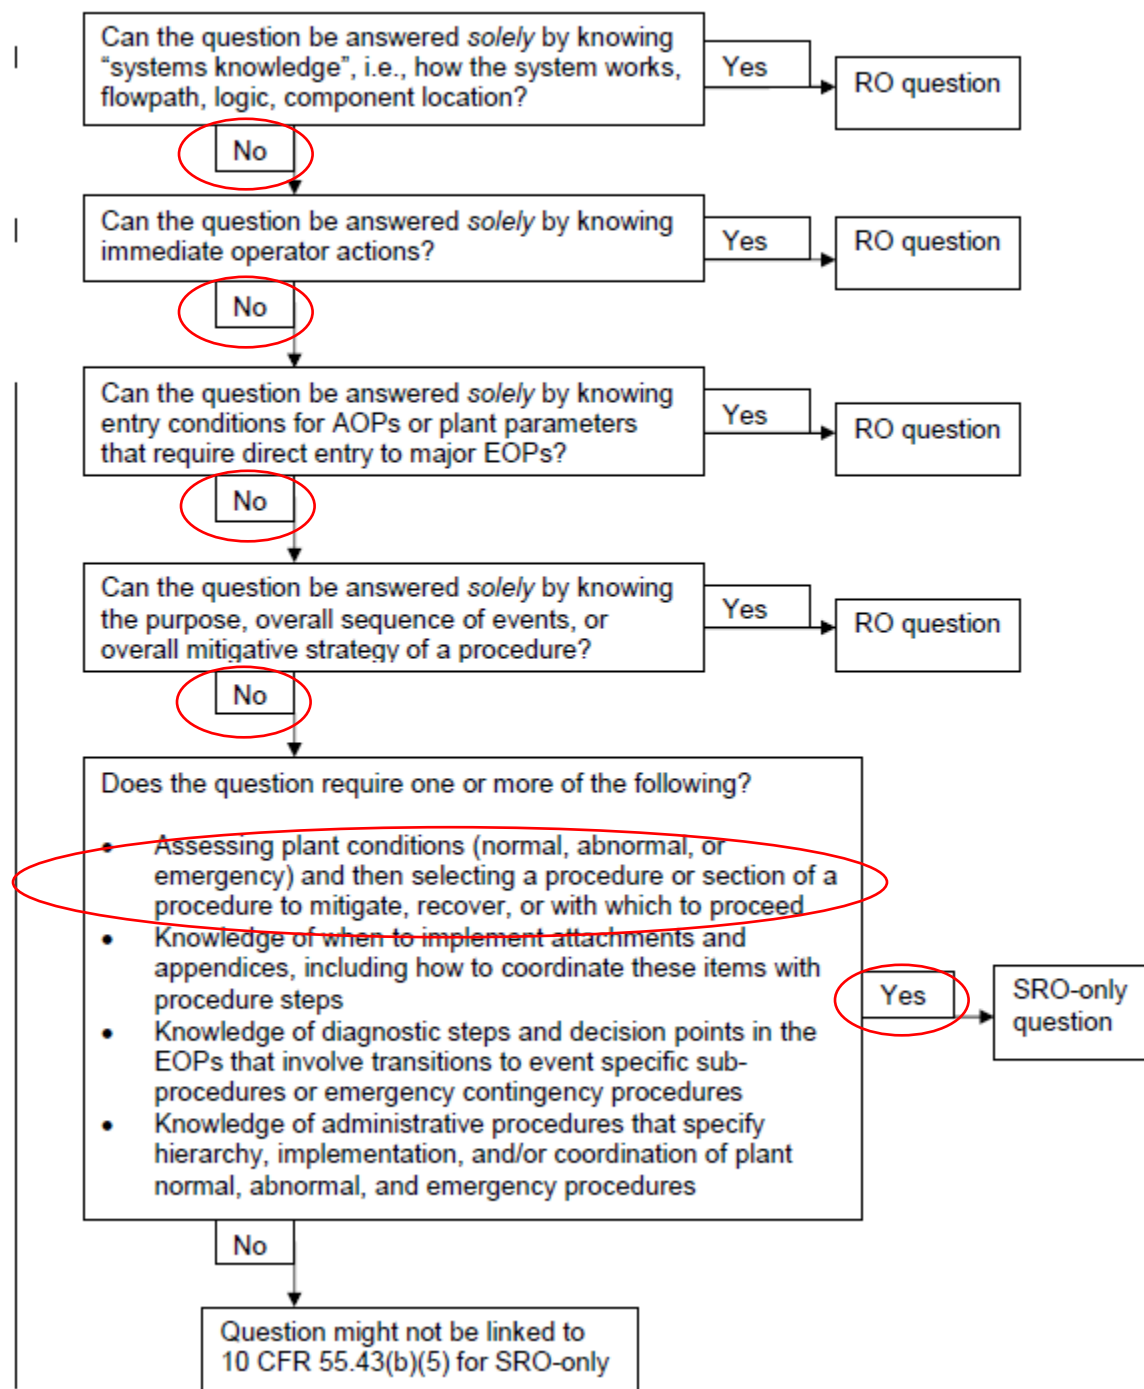 Can the question be answered solely by knowing
"systems knowledge", i.e., how the system works,
flowpath, logic, component location?
Yes
RO question
No
Can the question be answered solely by knowing
immediate operator actions?
Yes
RO question
No
Can the question be answered solely by knowing
entry conditions for AOPs or plant parameters
that require direct entry to major EOPs?
Yes
RO question
No
Can the question be answered solely by knowing
the purpose, overall sequence of events, or
overall mitigative strategy of a procedure?
Yes
RO question
No
Does the question require one or more of the following?
• Assessing plant conditions (normal, abnormal, or
emergency) and then selecting a procedure or section of a
procedure to mitigate, recover, or with which to proceed
• Knowledge of when to implement attachments and
appendices, including how to coordinate these items with
procedure steps
• Knowledge of diagnostic steps and decision points in the
EOPs that involve transitions to event specific sub-
procedures or emergency contingency procedures
• Knowledge of administrative procedures that specify
hierarchy, implementation, and/or coordination of plant
normal, abnormal, and emergency procedures
Yes
SRO-only
question
No
Question might not be linked to
10 CFR 55.43(b)(5) for SRO-only